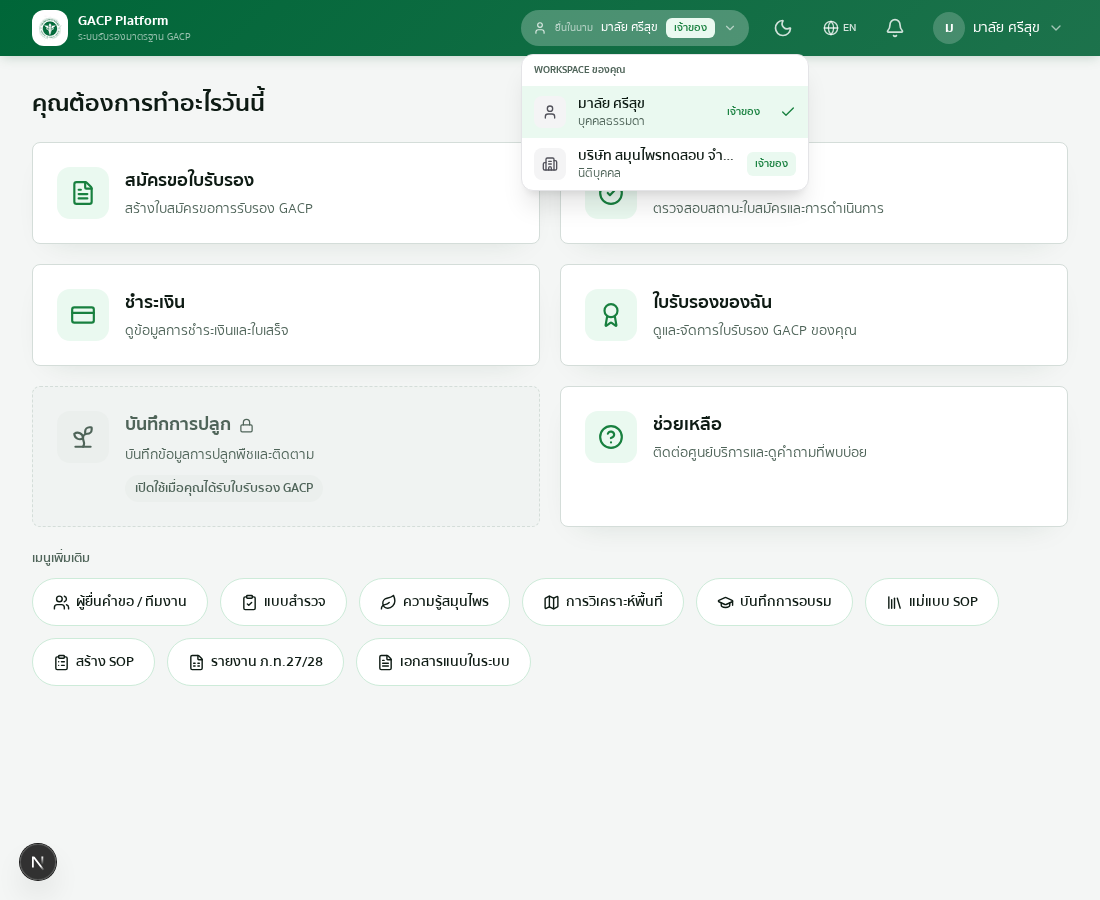 GACP Platform
ระบบรับรองมาตรฐาน GACP
ยื่นในนาม มาลัย ศรีสุข เจ้าของ
EN
ม มาลัย ศรีสุข
WORKSPACE ของคุณ
มาลัย ศรีสุข
บุคคลธรรมดา
เจ้าของ
บริษัท สมุนไพรทดสอบ จำ...
นิติบุคคล
เจ้าของ
คุณต้องการทำอะไรวันนี้
สมัครขอใบรับรอง
สร้างใบสมัครขอการรับรอง GACP
ตรวจสอบสถานะใบสมัครและการดำเนินการ
ชำระเงิน
ดูข้อมูลการชำระเงินและใบเสร็จ
ใบรับรองของฉัน
ดูและจัดการใบรับรอง GACP ของคุณ
บันทึกการปลูก
บันทึกข้อมูลการปลูกพืชและติดตาม
เปิดใช้เมื่อคุณได้รับใบรับรอง GACP
ช่วยเหลือ
ติดต่อศูนย์บริการและดูคำถามที่พบบ่อย
เมนูเพิ่มเติม
ผู้ยื่นคำขอ / ทีมงาน
แบบสำรวจ
ความรู้สมุนไพร
การวิเคราะห์พื้นที่
บันทึกการอบรม
แม่แบบ SOP
สร้าง SOP
รายงาน ภ.ท.27/28
เอกสารแนบในระบบ
N